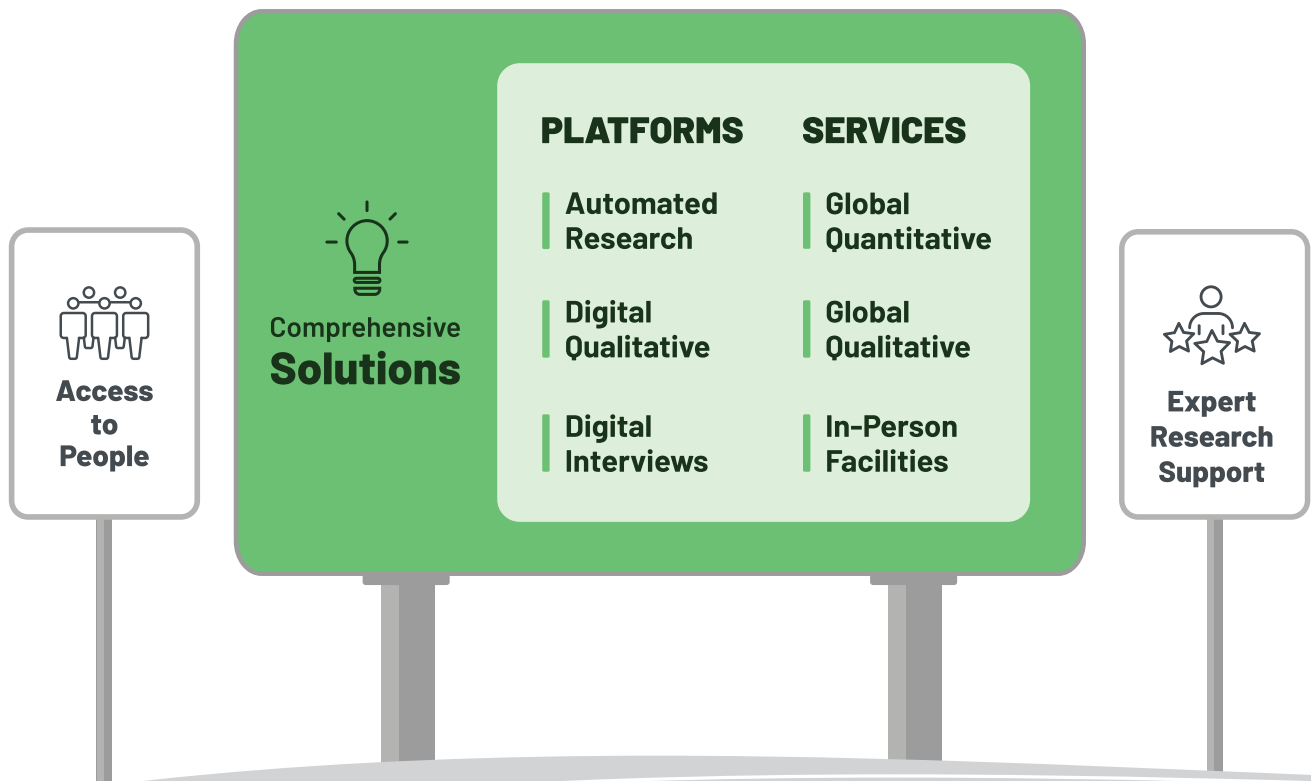 Access
to
People
Comprehensive
Solutions
PLATFORMS
Automated
Research
Digital
Qualitative
Digital
Interviews
SERVICES
Global
Quantitative
Global
Qualitative
In-Person
Facilities
Expert
Research
Support